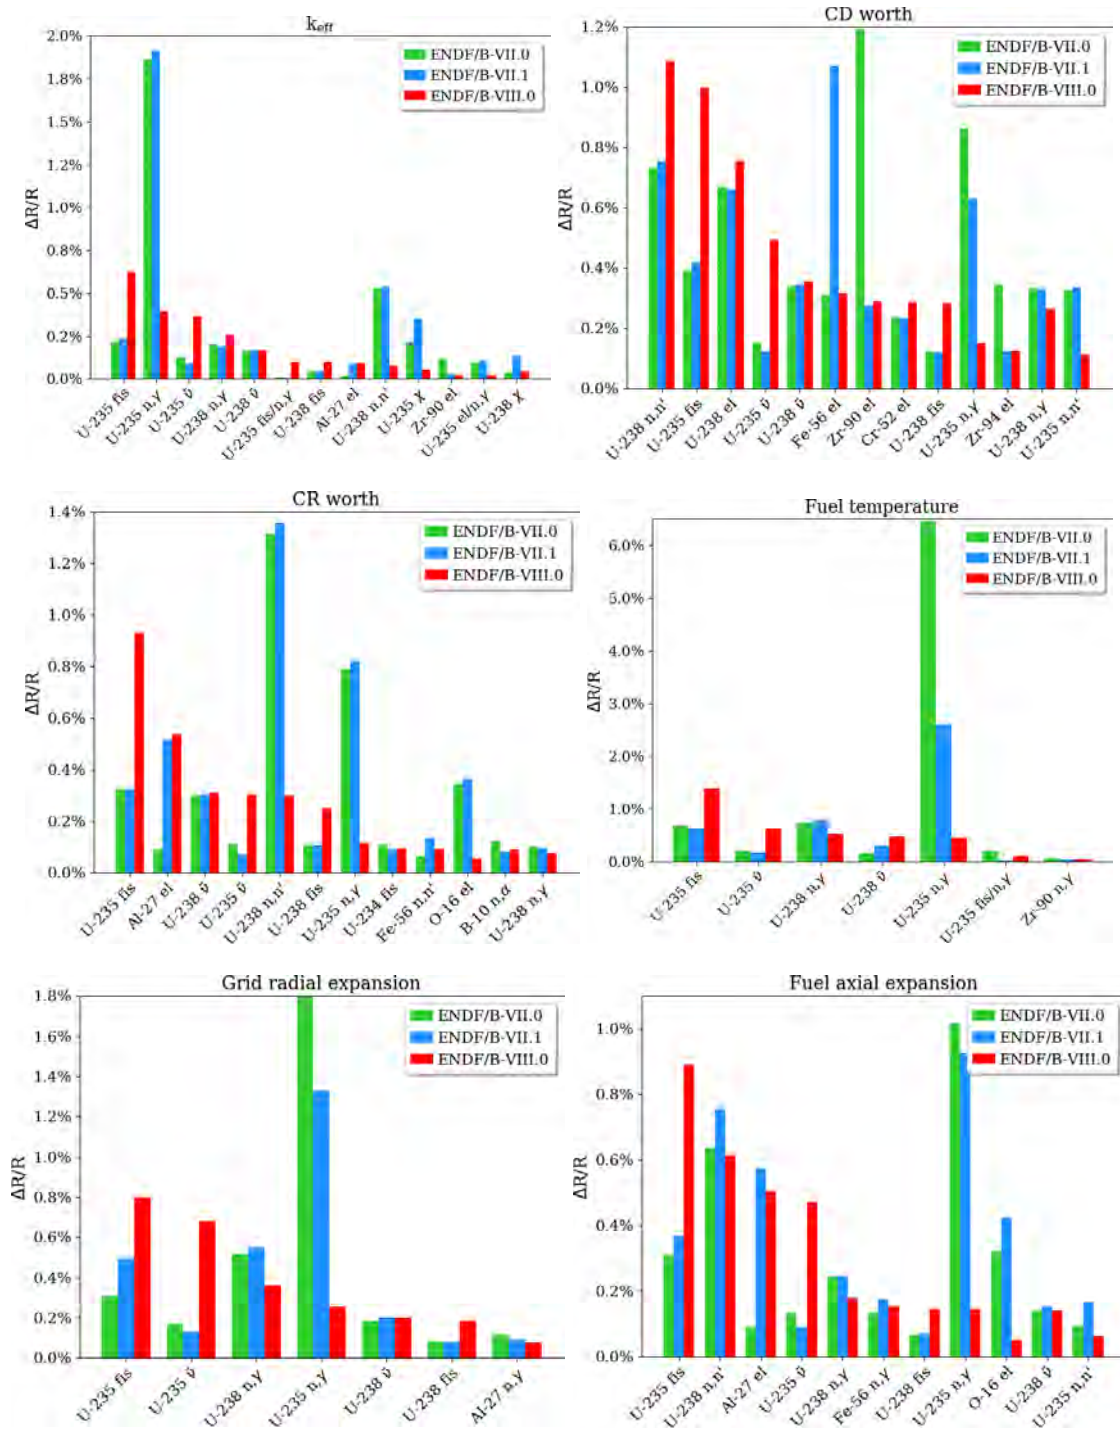 k_eff
2.0%
1.8%
1.5%
1.2%
1.0%
0.8%
0.5%
0.2%
0.0%
ΔR/R
ENDF/B-VII.0
ENDF/B-VII.1
ENDF/B-VIII.0
U-235 fis
U-235 n,γ
U-235 ν̄
U-238 n,γ
U-238 ν̄
U-235 fis/n,γ
U-238 fis
Al-27 el
U-238 n,n'
U-235 χ
Zr-90 el
U-235 el/n,γ
U-238 χ
CD worth
1.2%
1.0%
0.8%
0.6%
0.4%
0.2%
0.0%
ΔR/R
ENDF/B-VII.0
ENDF/B-VII.1
ENDF/B-VIII.0
U-238 n,n'
U-235 fis
U-238 el
U-235 ν̄
U-238 ν̄
Fe-56 el
Zr-90 el
Cr-52 el
U-238 fis
U-235 n,γ
Zr-94 el
U-238 n,γ
U-235 n,n'
CR worth
1.4%
1.2%
1.0%
0.8%
0.6%
0.4%
0.2%
0.0%
ΔR/R
ENDF/B-VII.0
ENDF/B-VII.1
ENDF/B-VIII.0
U-235 fis
Al-27 el
U-238 ν̄
U-235 ν̄
U-238 n,n'
U-238 fis
U-235 n,γ
U-234 fis
Fe-56 n,n'
O-16 el
B-10 n,α
U-238 n,γ
Fuel temperature
6.0%
5.0%
4.0%
3.0%
2.0%
1.0%
0.0%
ΔR/R
ENDF/B-VII.0
ENDF/B-VII.1
ENDF/B-VIII.0
U-235 fis
U-235 ν̄
U-238 n,γ
U-238 ν̄
U-235 n,γ
U-235 fis/n,γ
Zr-90 n,γ
Grid radial expansion
1.8%
1.6%
1.4%
1.2%
1.0%
0.8%
0.6%
0.4%
0.2%
0.0%
ΔR/R
ENDF/B-VII.0
ENDF/B-VII.1
ENDF/B-VIII.0
U-235 fis
U-235 ν̄
U-238 n,γ
U-235 n,γ
U-238 ν̄
U-238 fis
Al-27 n,γ
Fuel axial expansion
1.0%
0.8%
0.6%
0.4%
0.2%
0.0%
ΔR/R
ENDF/B-VII.0
ENDF/B-VII.1
ENDF/B-VIII.0
U-235 fis
U-238 n,n'
Al-27 el
U-235 ν̄
U-238 n,γ
Fe-56 n,γ
U-238 fis
U-235 n,γ
O-16 el
U-238 ν̄
U-235 n,n'